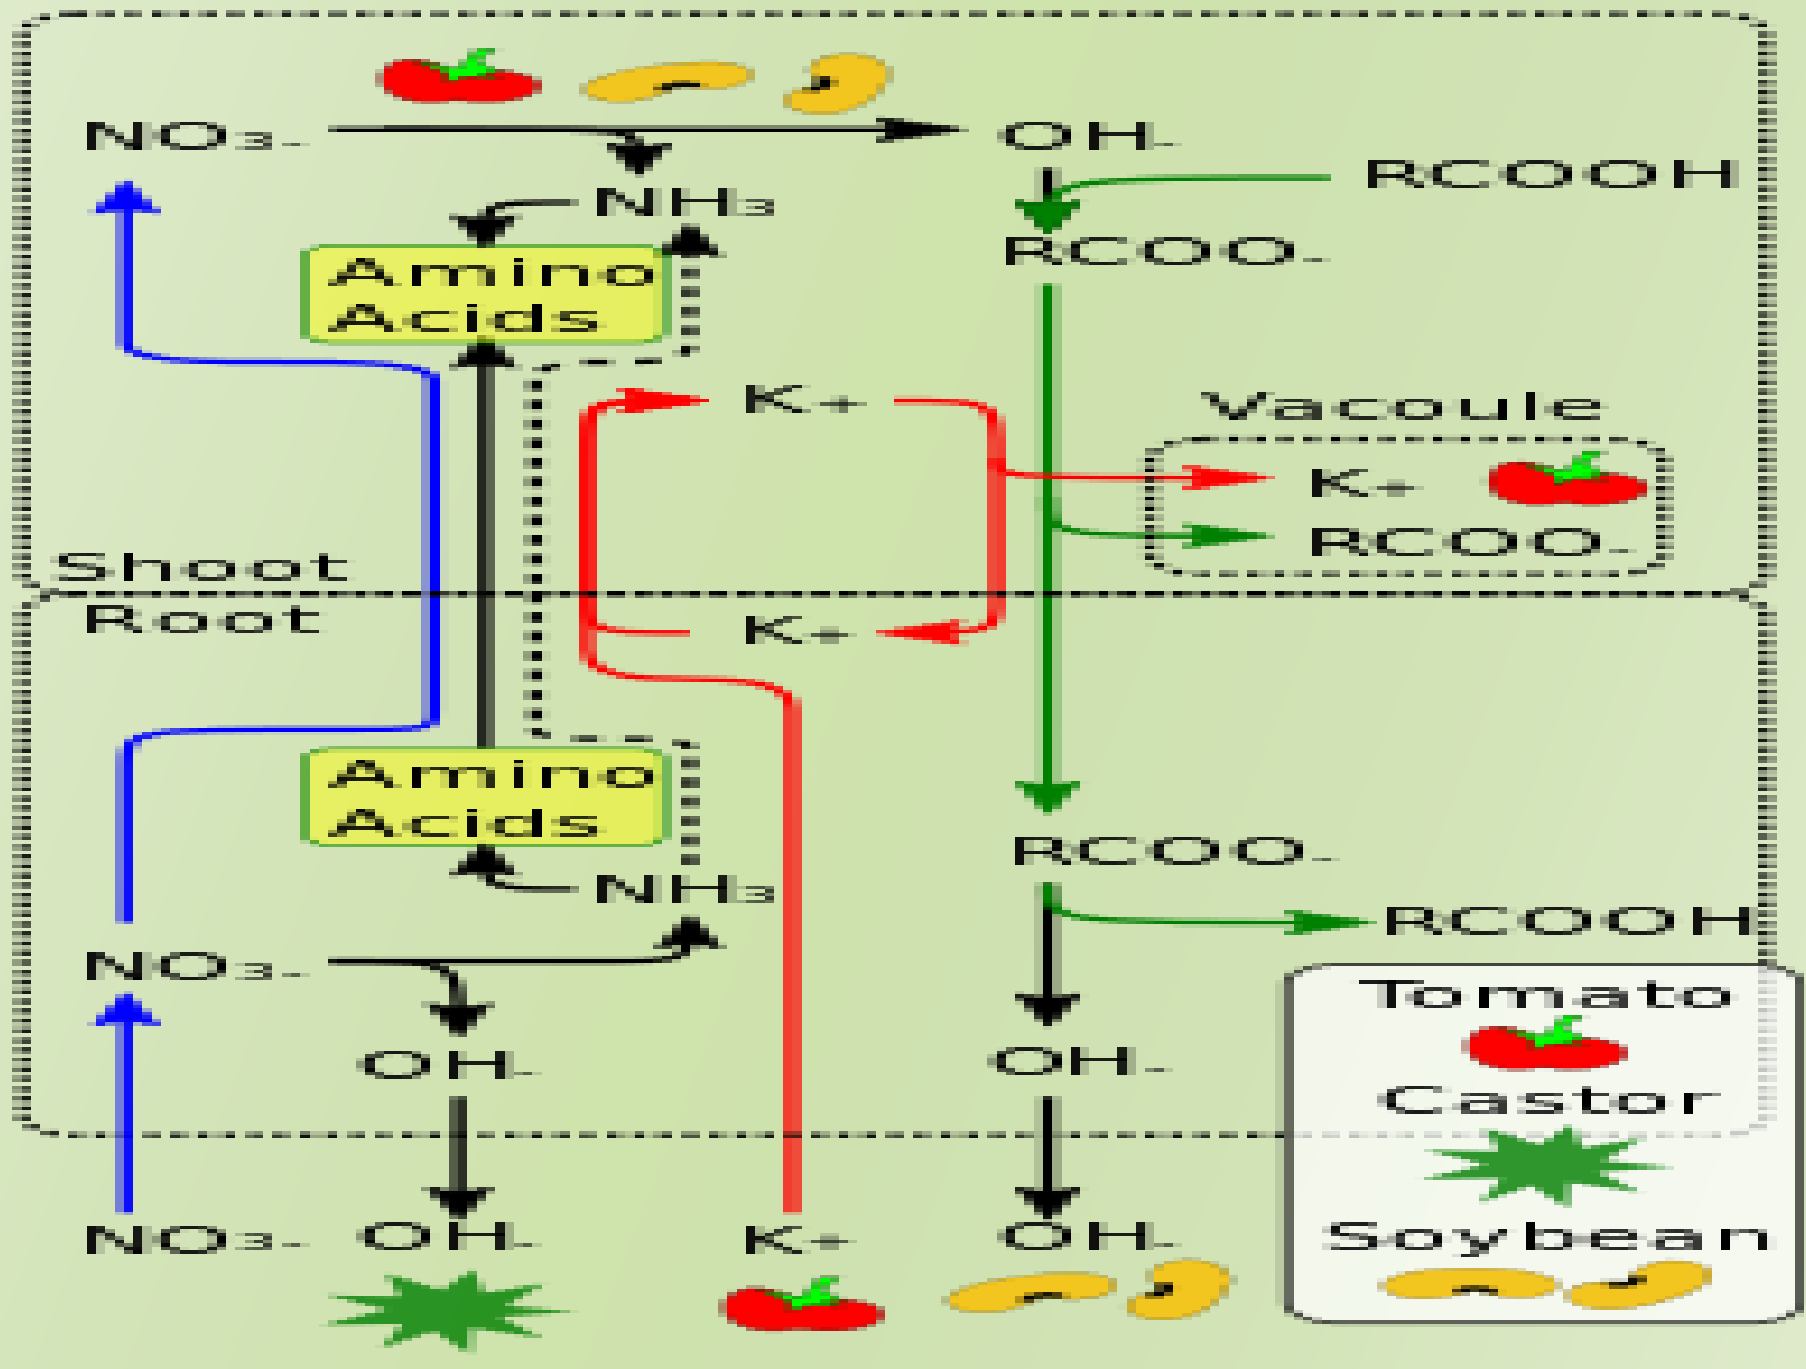 NO3- OH-
RCOOH
NH3
RCOO-
Amino
Acids
K+
Vacoule
K+
RCOO-
Shoot
Root
K+
Amino
Acids
RCOO-
NH3
RCOOH
NO3-
OH- OH-
NO3- OH- K+ OH-
Tomato
Castor
Soybean